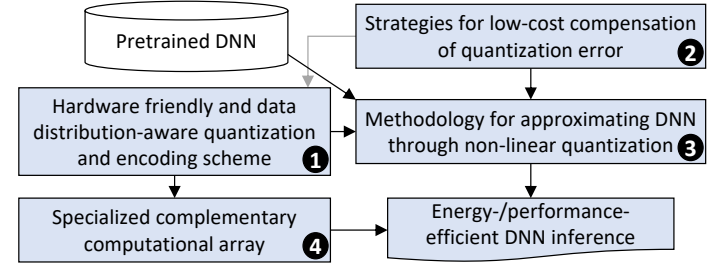 Pretrained DNN
Strategies for low-cost compensation
of quantization error
2
Hardware friendly and data
distribution-aware quantization
and encoding scheme
1
Methodology for approximating DNN
through non-linear quantization
3
Specialized complementary
computational array
4
Energy-/performance-
efficient DNN inference